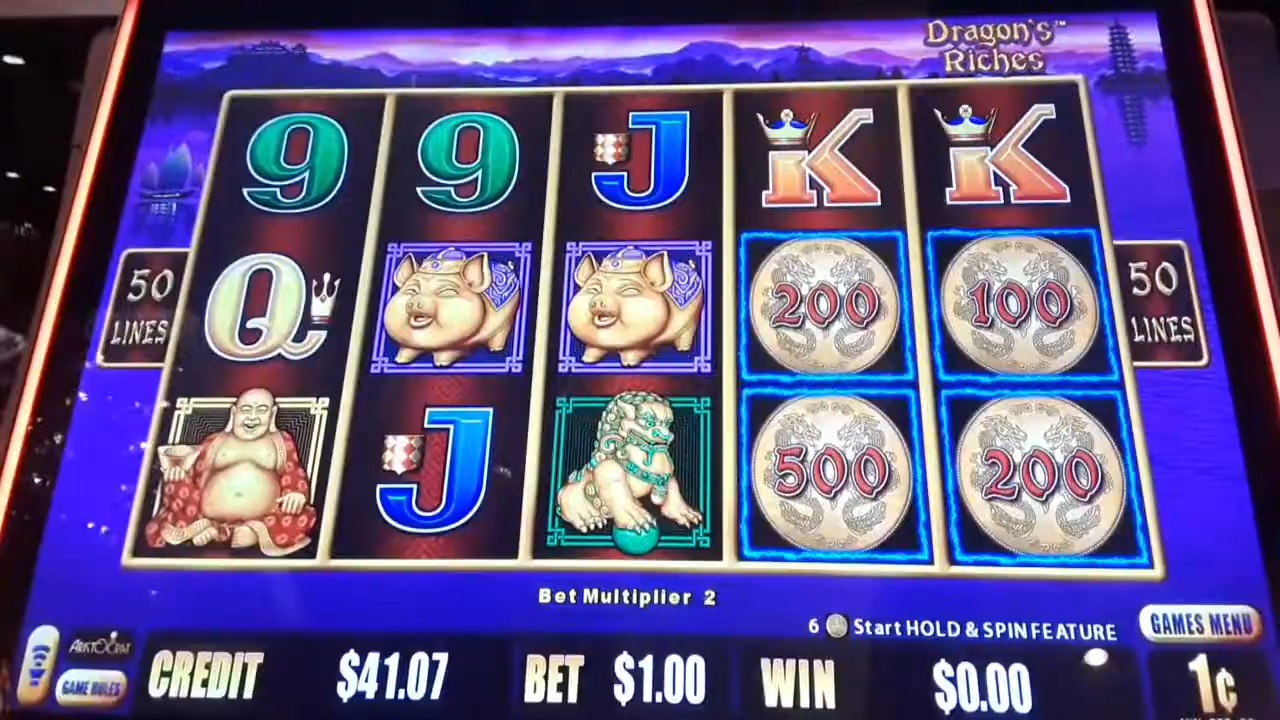 Dragon's™
Riches
9 9 J K K
Q 200 100
50
LINES
50
LINES
J 500 200
Bet Multiplier 2
6 Start HOLD & SPIN FEATURE
GAMES MENU
ARISTOCRAT
GAME RULES
CREDIT $41.07 BET $1.00 WIN $0.00 1¢